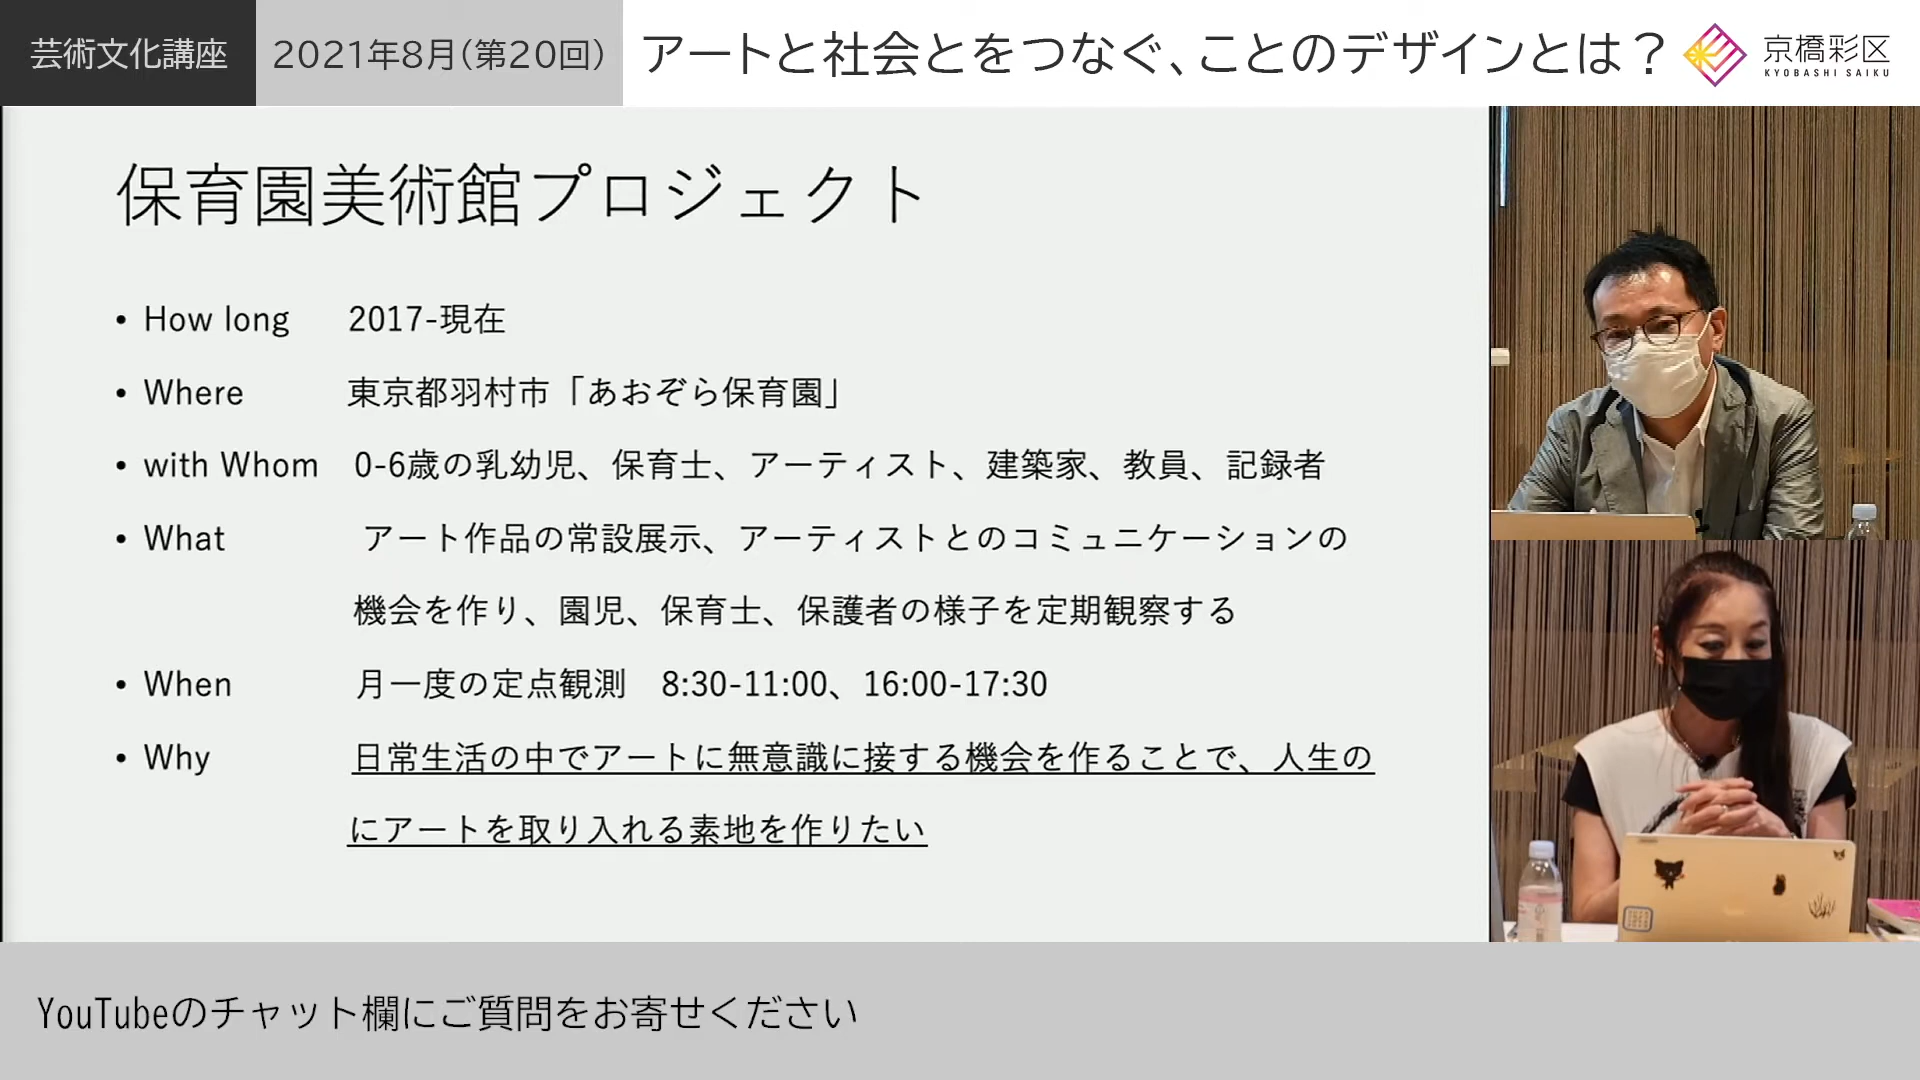 芸術文化講座
2021年8月(第20回)
アートと社会とをつなぐ、ことのデザインとは？
京橋彩区
KYOBASHI SAIKU
保育園美術館プロジェクト
• How long 2017-現在
• Where 東京都羽村市「あおぞら保育園」
• with Whom 0-6歳の乳幼児、保育士、アーティスト、建築家、教員、記録者
• What アート作品の常設展示、アーティストとのコミュニケーションの
機会を作り、園児、保育士、保護者の様子を定期観察する
• When 月一度の定点観測 8:30-11:00、16:00-17:30
• Why 日常生活の中でアートに無意識に接する機会を作ることで、人生の
にアートを取り入れる素地を作りたい
YouTubeのチャット欄にご質問をお寄せください